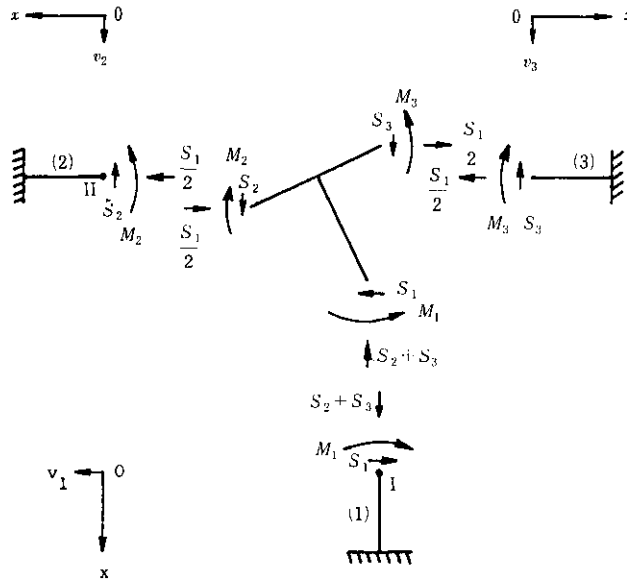 x 0
v₂
0 x
v₃
(2)
II
S₂
M₂
S₁
2
S₁
2
M₂
S₂
S₃
M₃
S₁
2
S₁
2
M₃ S₃
(3)
S₁
M₁
S₂ + S₃
S₂ + S₃
M₁
S₁
I
(1)
v₁ 0
x